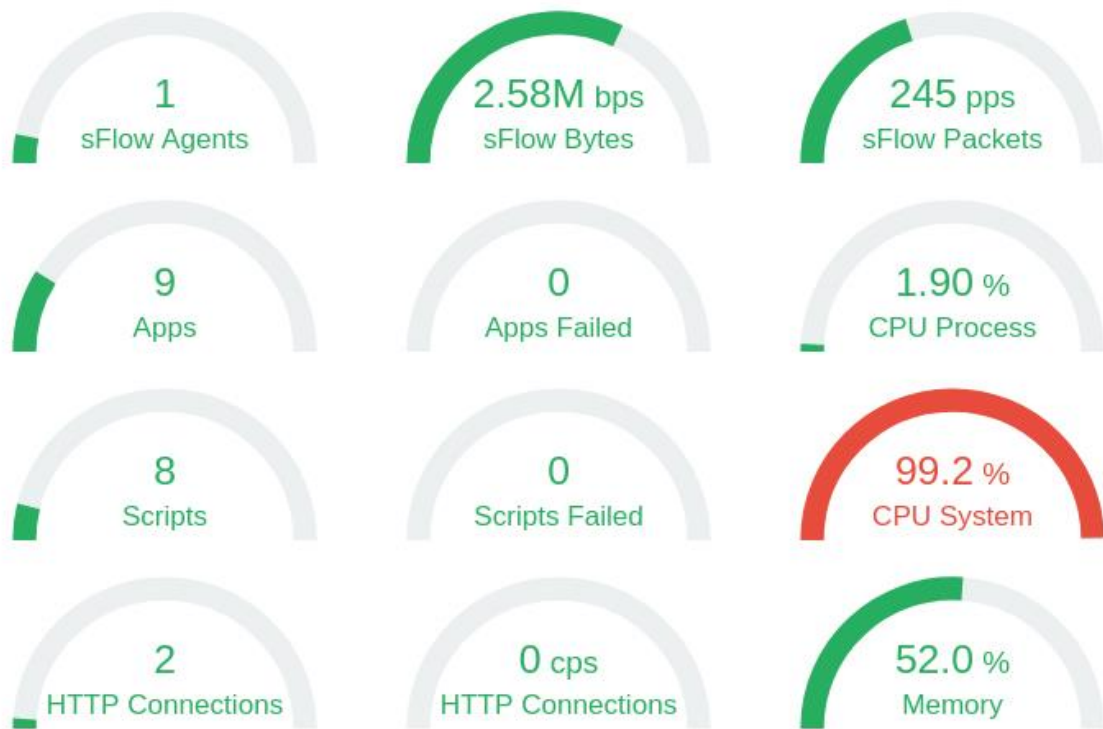 1
sFlow Agents
2.58M bps
sFlow Bytes
245 pps
sFlow Packets
9
Apps
0
Apps Failed
1.90 %
CPU Process
8
Scripts
0
Scripts Failed
99.2 %
CPU System
2
HTTP Connections
0 cps
HTTP Connections
52.0 %
Memory